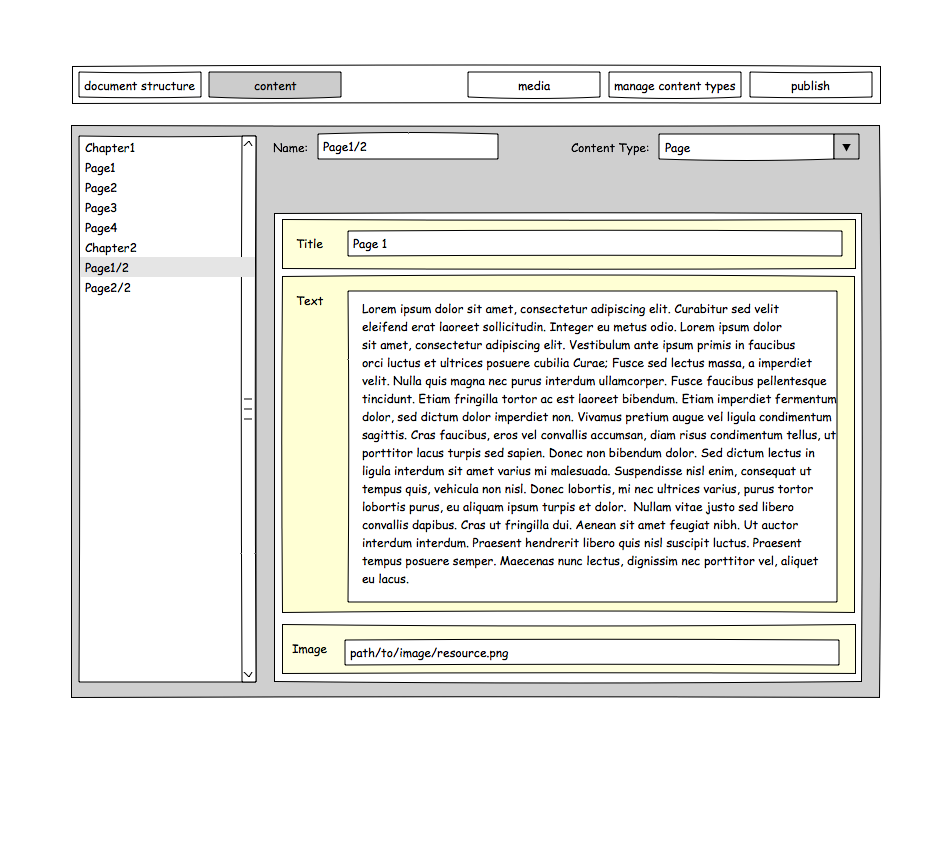 document structure
content
media
manage content types
publish
Chapter1
Page1
Page2
Page3
Page4
Chapter2
Page1/2
Page2/2
Name:
Page1/2
Content Type:
Page
Title
Page 1
Text
Lorem ipsum dolor sit amet, consectetur adipiscing elit. Curabitur sed velit
eleifend erat laoreet sollicitudin. Integer eu metus odio. Lorem ipsum dolor
sit amet, consectetur adipiscing elit. Vestibulum ante ipsum primis in faucibus
orci luctus et ultrices posuere cubilia Curae; Fusce sed lectus massa, a imperdiet
velit. Nulla quis magna nec purus interdum ullamcorper. Fusce faucibus pellentesque
tincidunt. Etiam fringilla tortor ac est laoreet bibendum. Etiam imperdiet fermentum
dolor, sed dictum dolor imperdiet non. Vivamus pretium augue vel ligula condimentum
sagittis. Cras faucibus, eros vel convallis accumsan, diam risus condimentum tellus, ut
porttitor lacus turpis sed sapien. Donec non bibendum dolor. Sed dictum lectus in
ligula interdum sit amet varius mi malesuada. Suspendisse nisl enim, consequat ut
tempus quis, vehicula non nisl. Donec lobortis, mi nec ultrices varius, purus tortor
lobortis purus, eu aliquam ipsum turpis et dolor.  Nullam vitae justo sed libero
convallis dapibus. Cras ut fringilla dui. Aenean sit amet feugiat nibh. Ut auctor
interdum interdum. Praesent hendrerit libero quis nisl suscipit luctus. Praesent
tempus posuere semper. Maecenas nunc lectus, dignissim nec porttitor vel, aliquet
eu lacus.
Image
path/to/image/resource.png